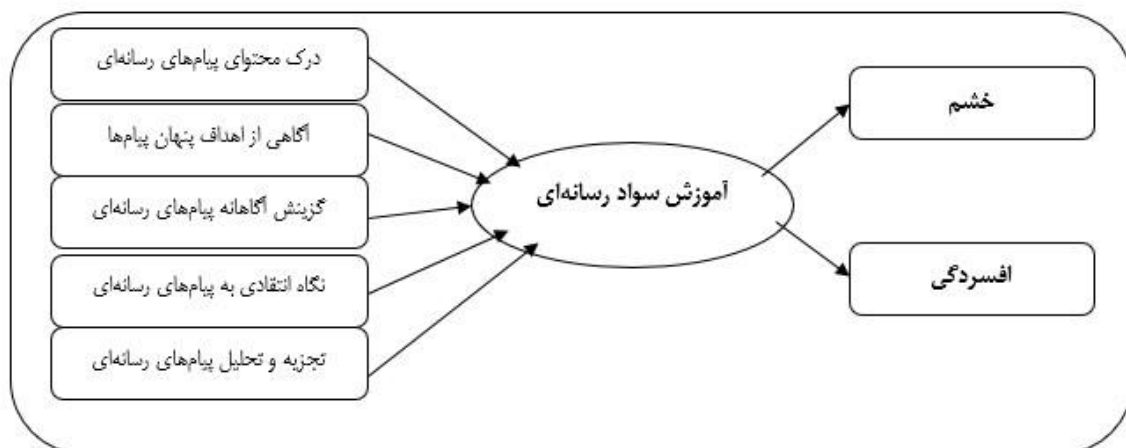 درک محتوای پیام‌های رسانه‌ای
آگاهی از اهداف پنهان پیام‌ها
گزینش آگاهانه پیام‌های رسانه‌ای
نگاه انتقادی به پیام‌های رسانه‌ای
تجزیه و تحلیل پیام‌های رسانه‌ای
آموزش سواد رسانه‌ای
خشم
افسردگی